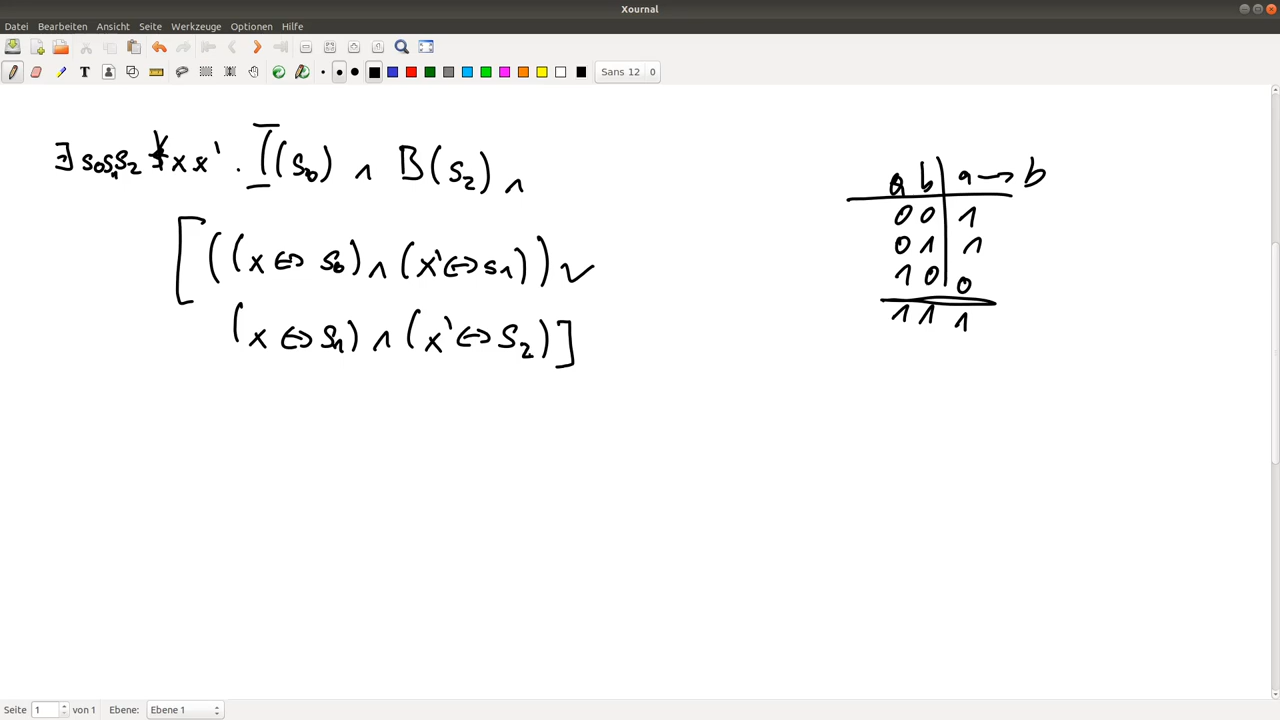 Xournal
Datei Bearbeiten Ansicht Seite Werkzeuge Optionen Hilfe
T Sans 12 0
∃ s₀s₁s₂ ∀ x x' . I(s₀) ∧ B(s₂) ∧
[((x ⇔ s₀) ∧ (x' ⇔ s₁)) ∨
(x ⇔ s₁) ∧ (x' ⇔ s₂)]
a b | a → b
0 0 | 1
0 1 | 1
1 0 | 0
1 1 1
Seite 1 von 1 Ebene: Ebene 1